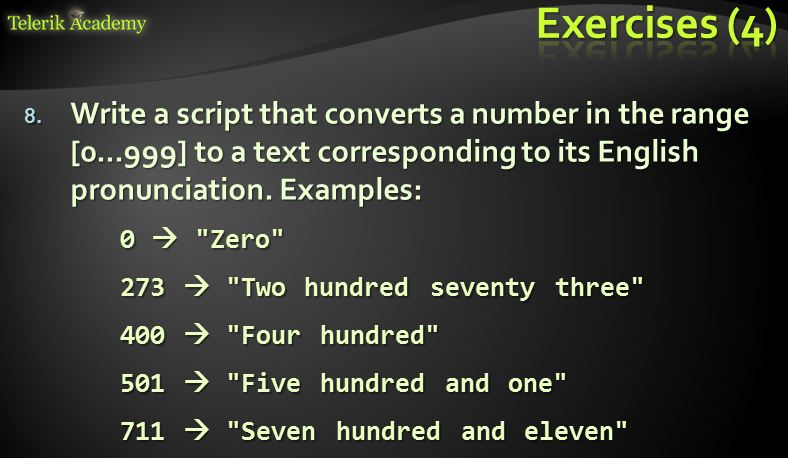 Telerik Academy
Exercises (4)
8. Write a script that converts a number in the range
[0…999] to a text corresponding to its English
pronunciation. Examples:
0 → "Zero"
273 → "Two hundred seventy three"
400 → "Four hundred"
501 → "Five hundred and one"
711 → "Seven hundred and eleven"